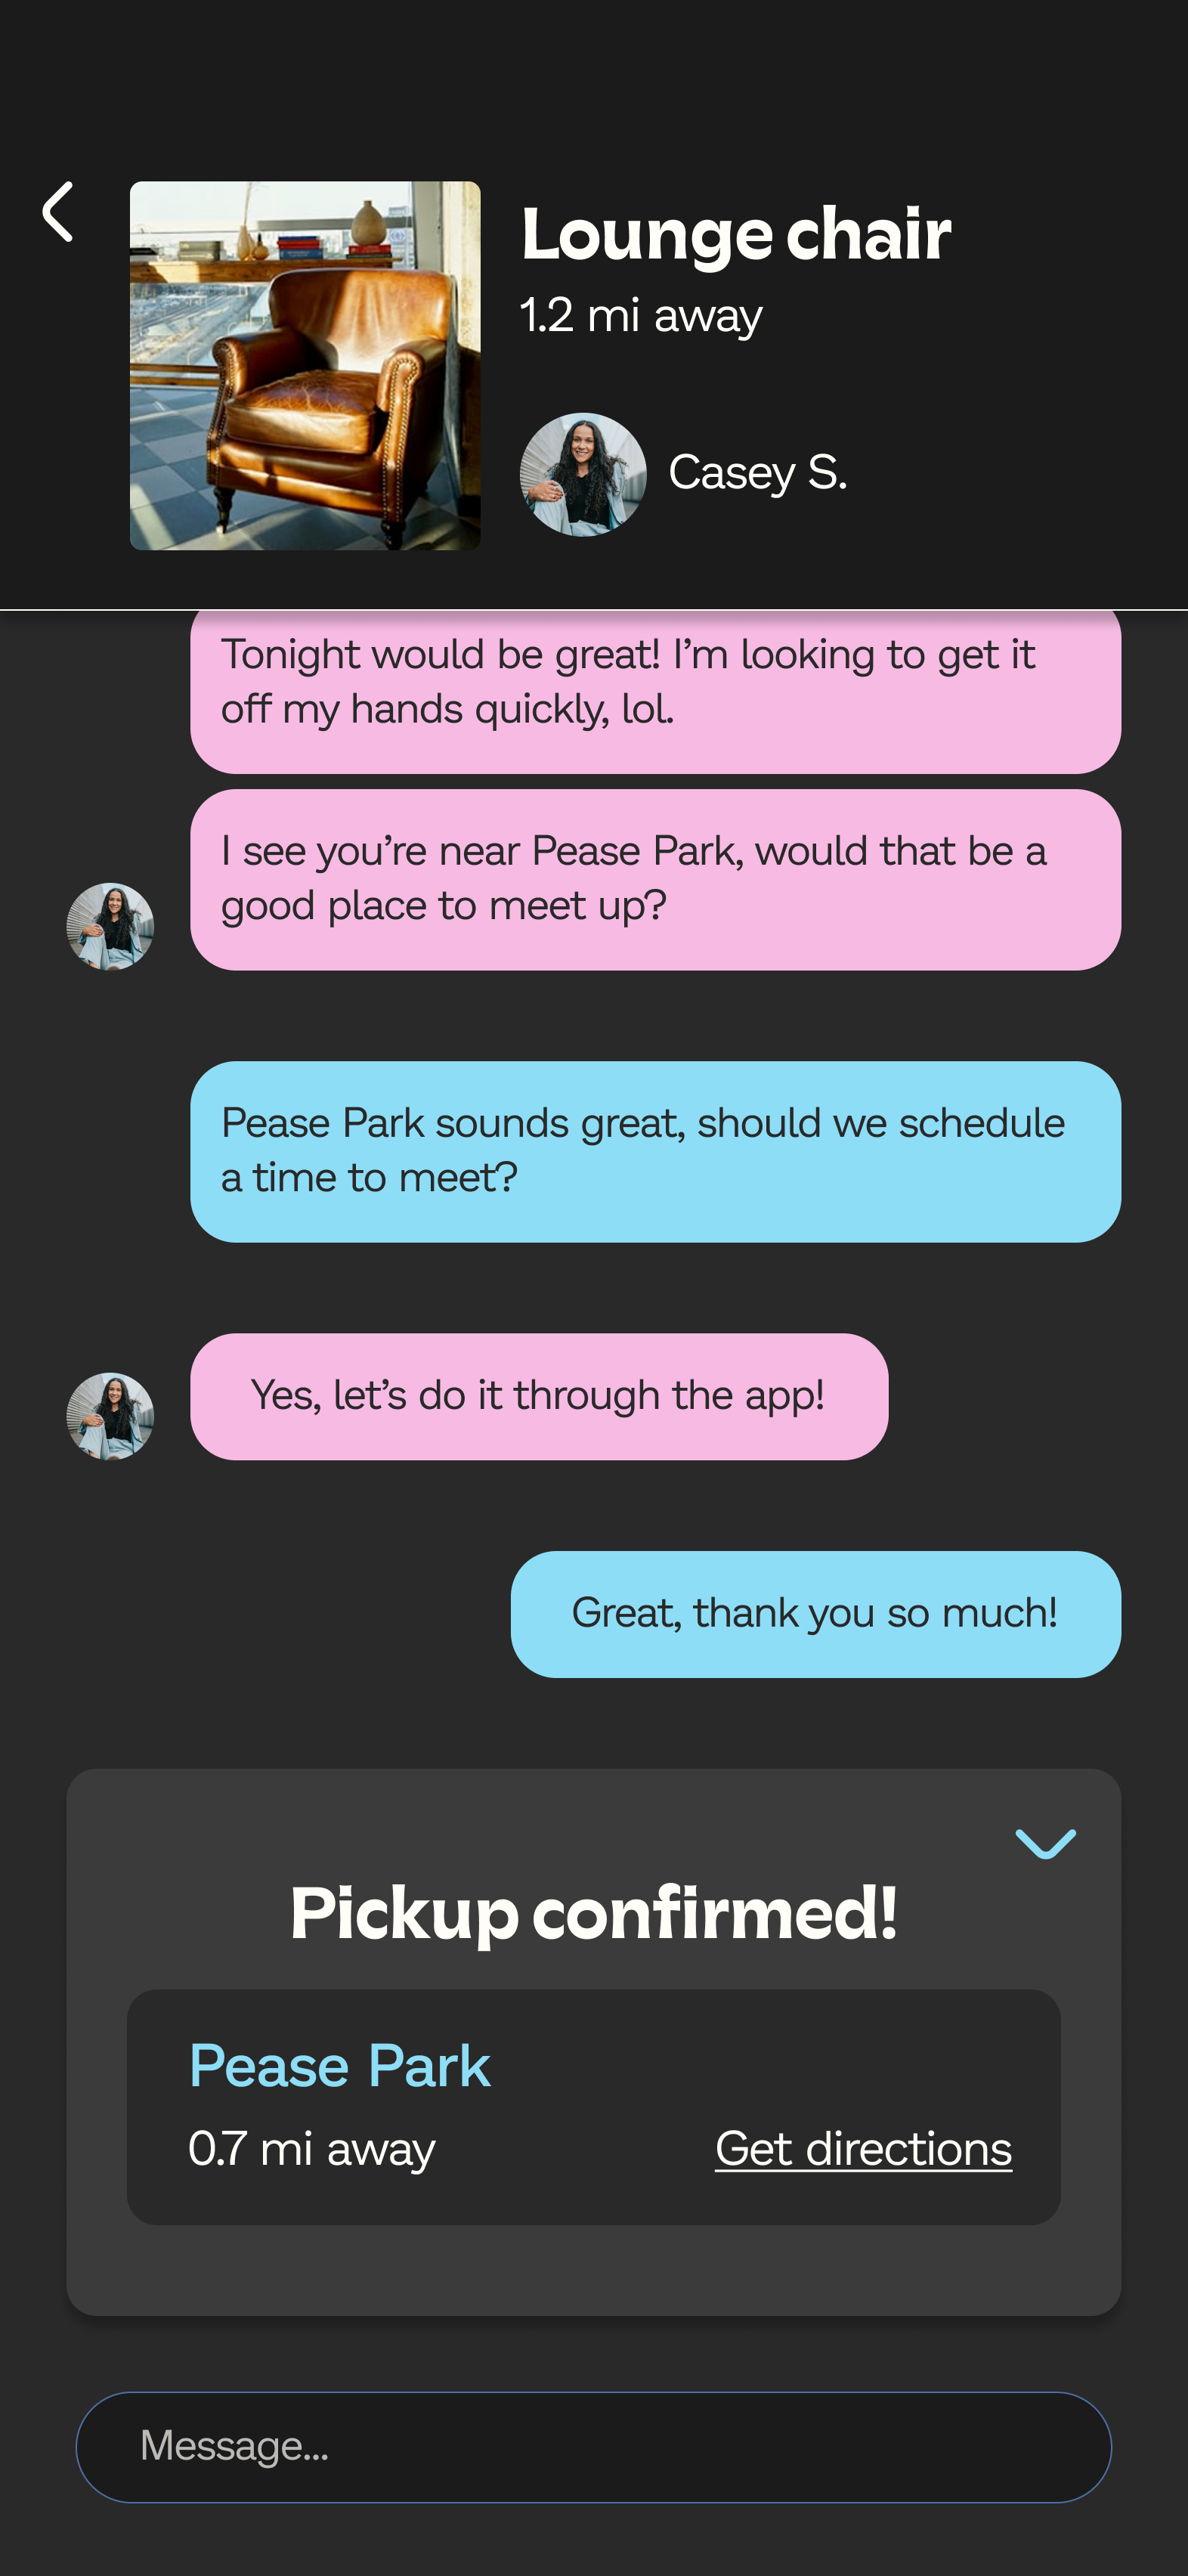 Lounge chair
1.2 mi away
Casey S.
Tonight would be great! I’m looking to get it
off my hands quickly, lol.
I see you’re near Pease Park, would that be a
good place to meet up?
Pease Park sounds great, should we schedule
a time to meet?
Yes, let’s do it through the app!
Great, thank you so much!
Pickup confirmed!
Pease Park
0.7 mi away
Get directions
Message...